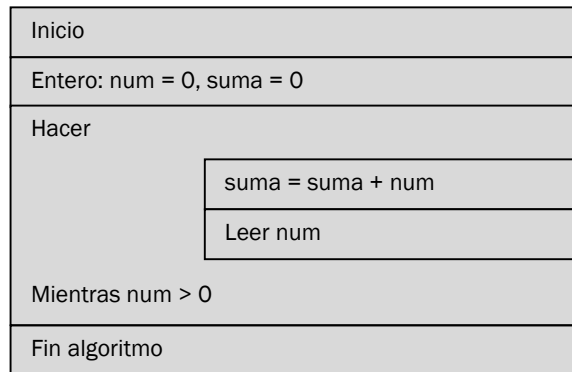 Inicio
Entero: num = 0, suma = 0
Hacer
suma = suma + num
Leer num
Mientras num > 0
Fin algoritmo